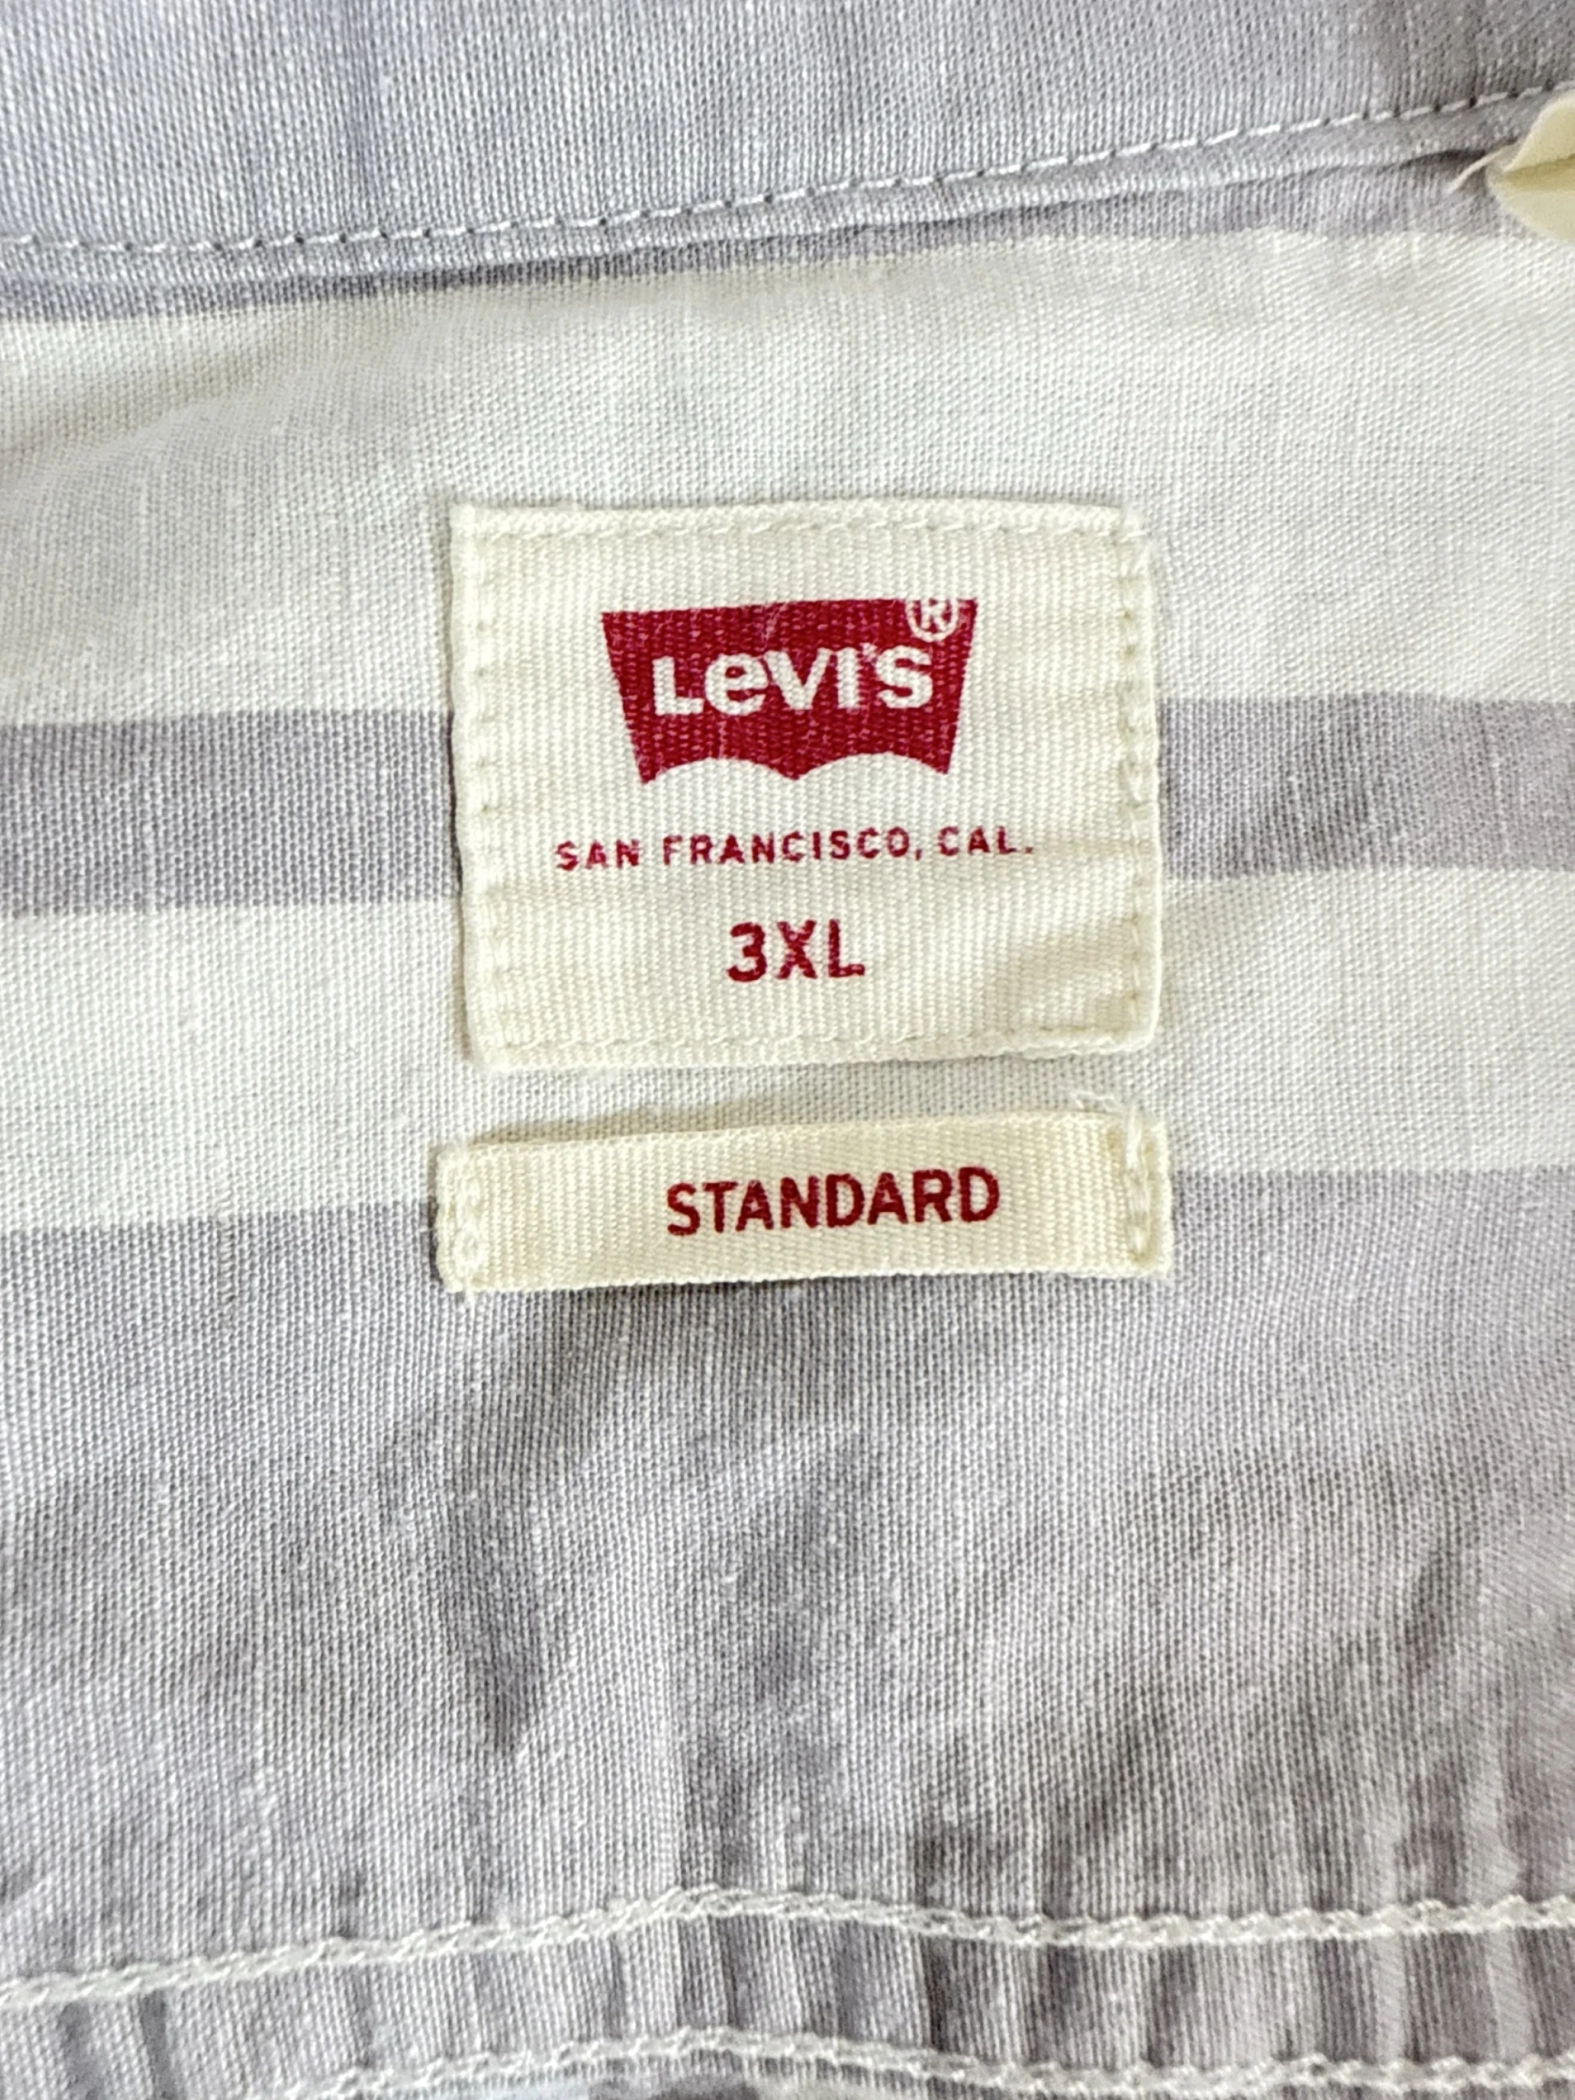 LEVI'S®
SAN FRANCISCO, CAL.
3XL
STANDARD